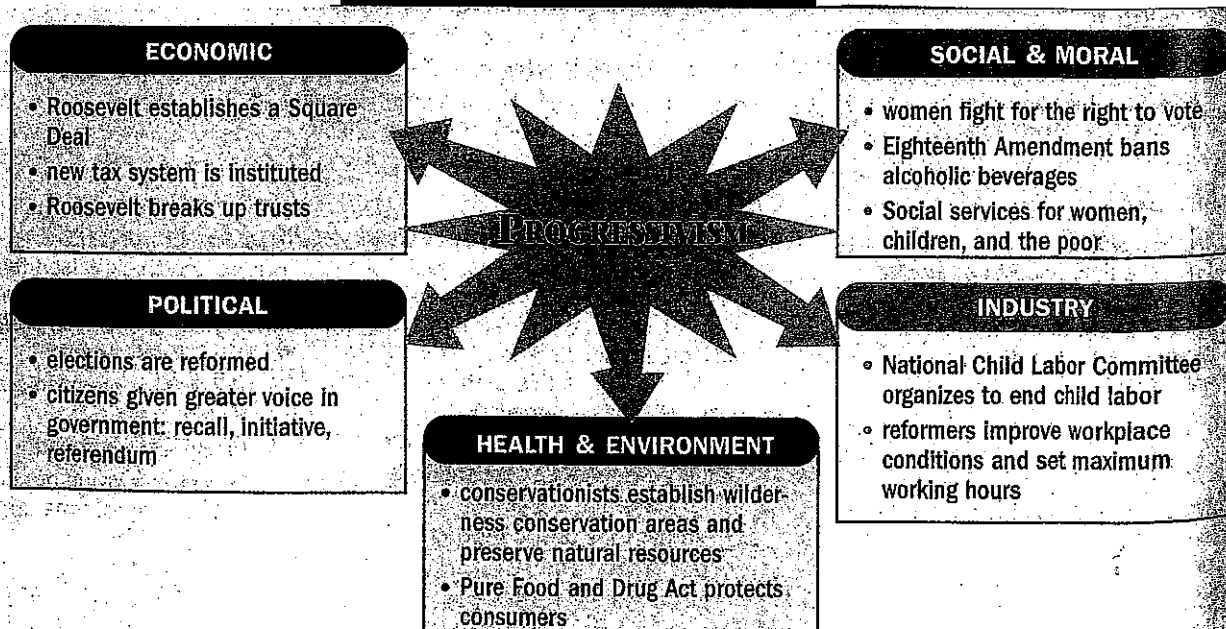 ECONOMIC
• Roosevelt establishes a Square
Deal
• new tax system is instituted
• Roosevelt breaks up trusts
SOCIAL & MORAL
• women fight for the right to vote
• Eighteenth Amendment bans
alcoholic beverages
• Social services for women,
children, and the poor
PROGRESSIVISM
POLITICAL
• elections are reformed
• citizens given greater voice in
government: recall, initiative,
referendum
INDUSTRY
• National Child Labor Committee
organizes to end child labor
• reformers improve workplace
conditions and set maximum
working hours
HEALTH & ENVIRONMENT
• conservationists establish wilder-
ness conservation areas and
preserve natural resources
• Pure Food and Drug Act protects
consumers